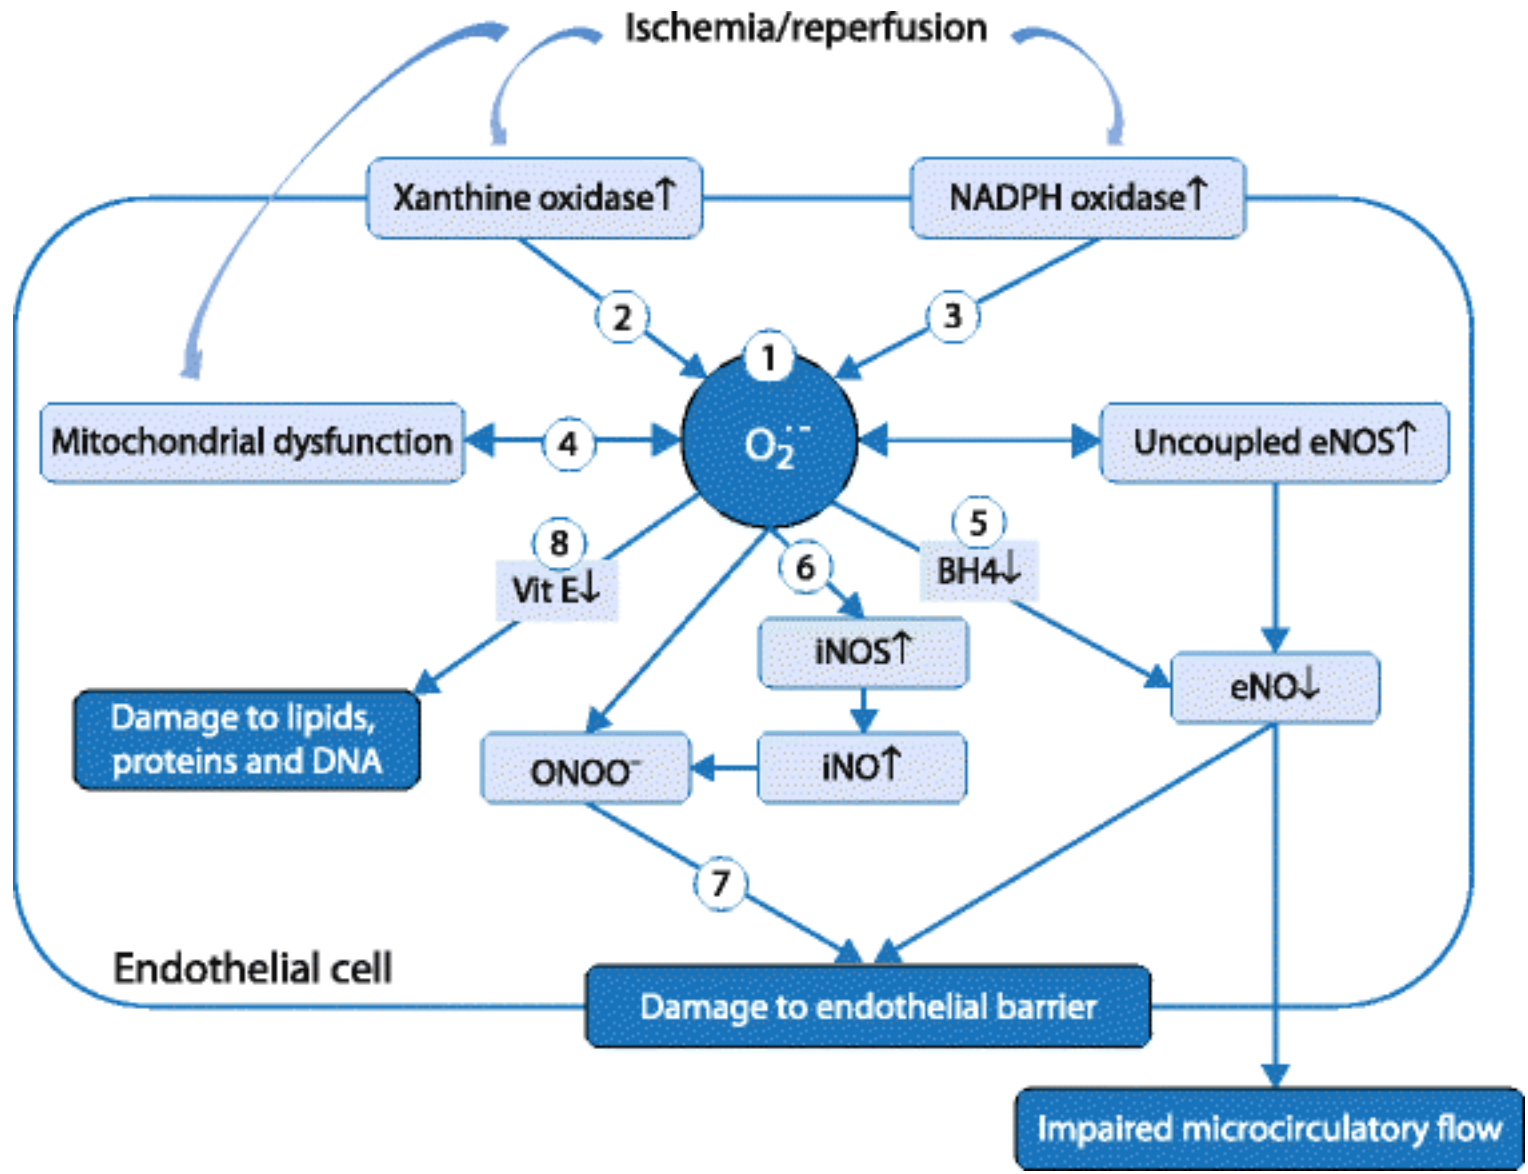 Ischemia/reperfusion
Xanthine oxidase↑
NADPH oxidase↑
2
3
1
Mitochondrial dysfunction
4
O₂·⁻
Uncoupled eNOS↑
8
Vit E↓
6
5
BH4↓
iNOS↑
eNO↓
Damage to lipids,
proteins and DNA
ONOO⁻
iNO↑
7
Endothelial cell
Damage to endothelial barrier
Impaired microcirculatory flow